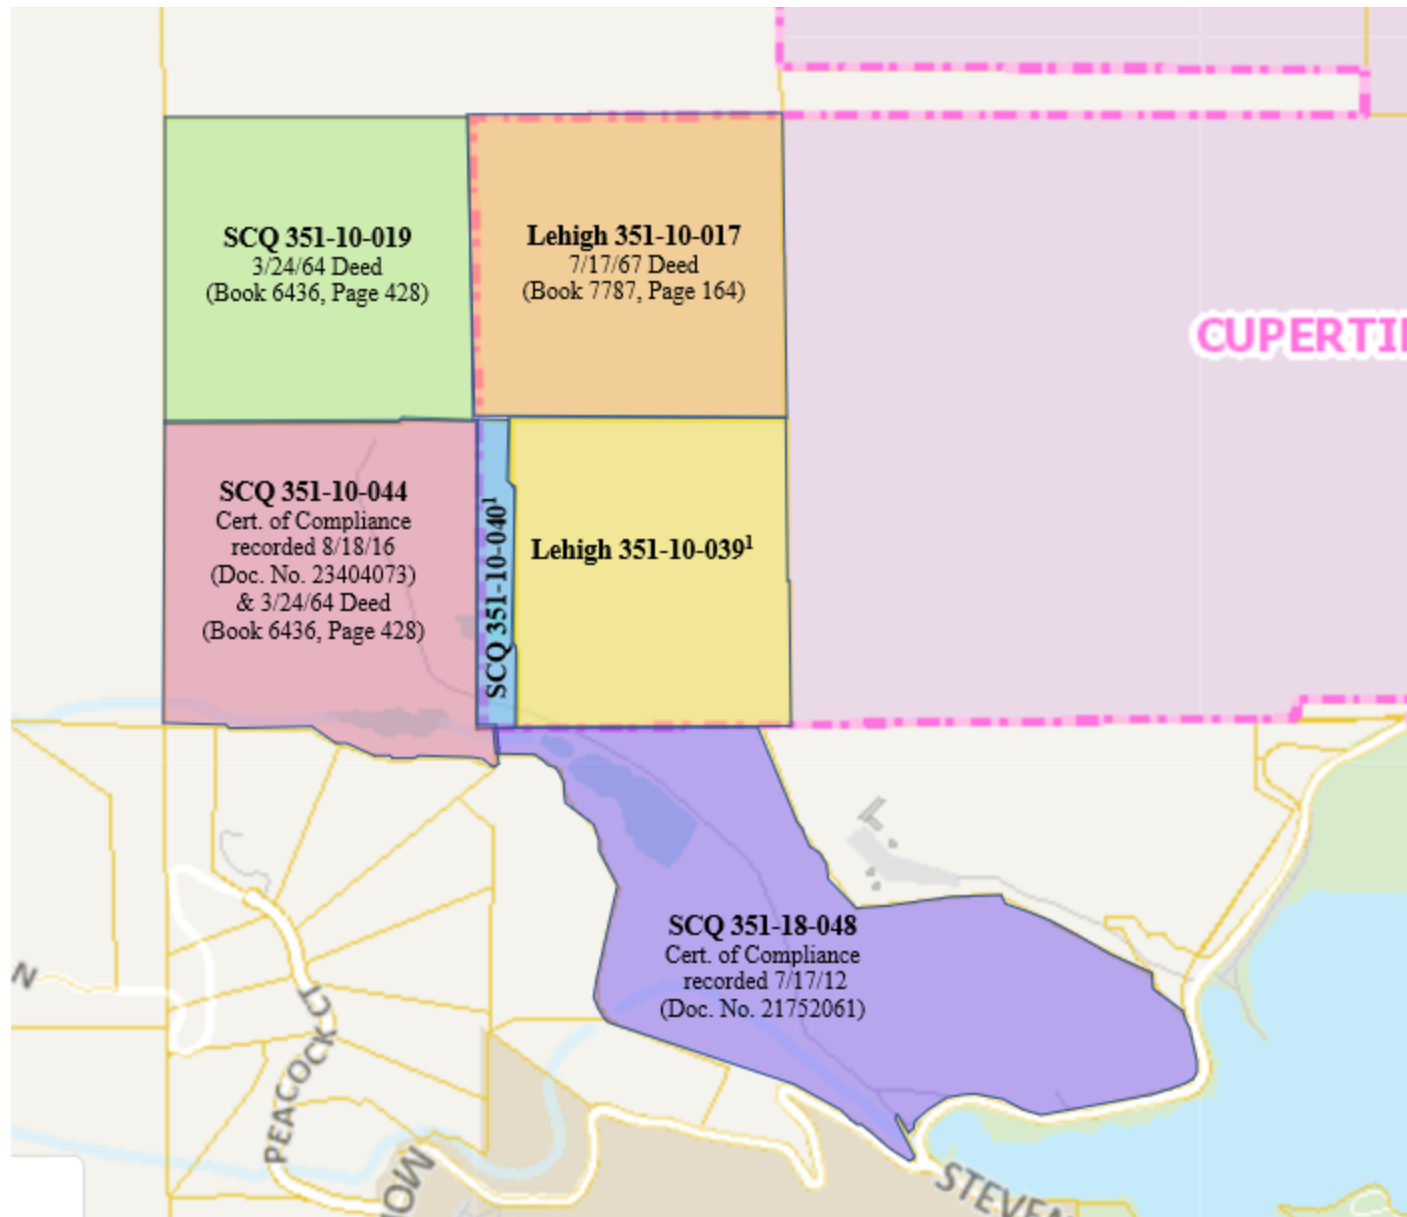 SCQ 351-10-019
3/24/64 Deed
(Book 6436, Page 428)
Lehigh 351-10-017
7/17/67 Deed
(Book 7787, Page 164)
CUPERTI
SCQ 351-10-044
Cert. of Compliance
recorded 8/18/16
(Doc. No. 23404073)
& 3/24/64 Deed
(Book 6436, Page 428)
SCQ 351-10-040¹
Lehigh 351-10-039¹
SCQ 351-18-048
Cert. of Compliance
recorded 7/17/12
(Doc. No. 21752061)
N
PEACOCK CT
MO
STEVEN